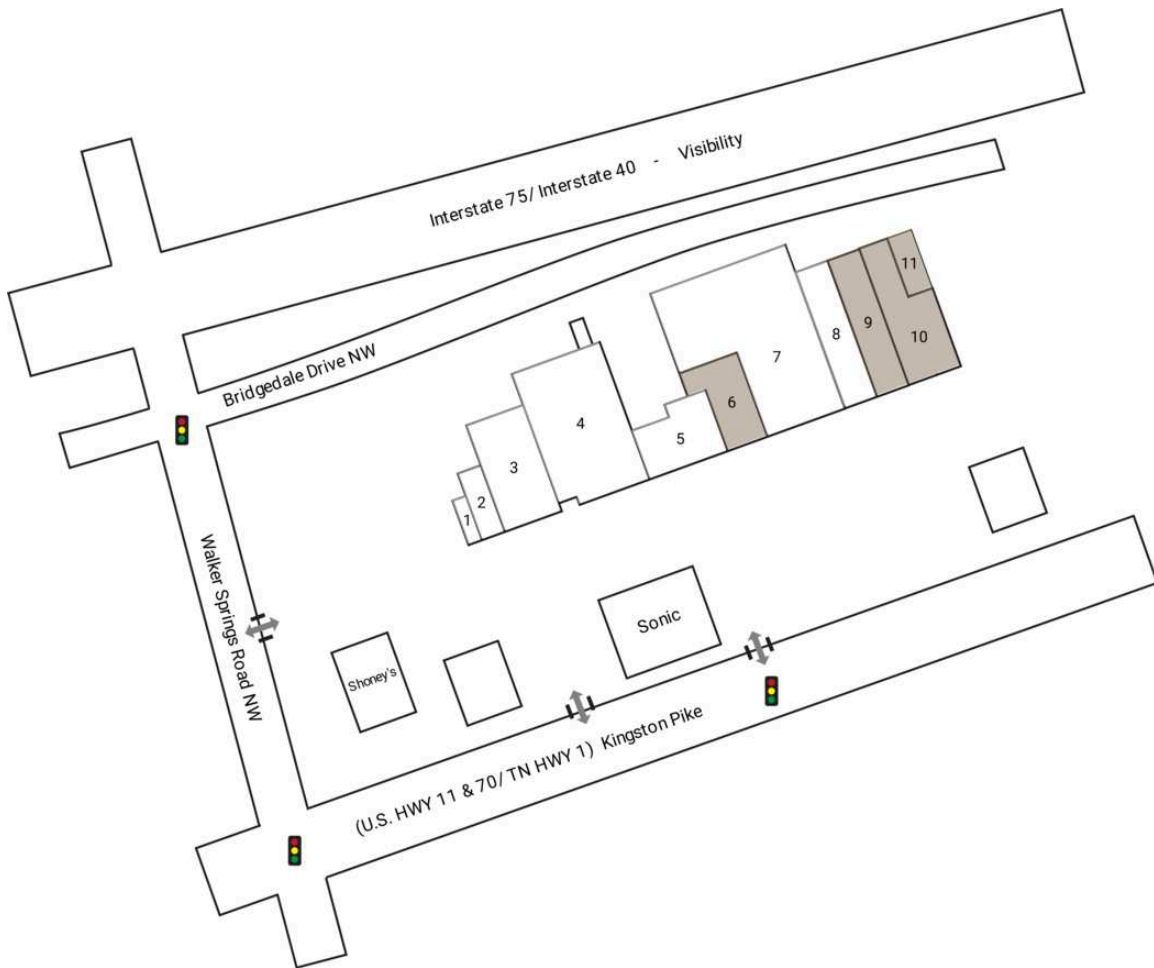 Interstate 75/ Interstate 40 - Visibility
Bridgedale Drive NW
11
8
9
10
7
6
4
5
3
2
1
Walker Springs Road NW
Sonic
Shoney's
(U.S. HWY 11 & 70/ TN HWY 1) Kingston Pike